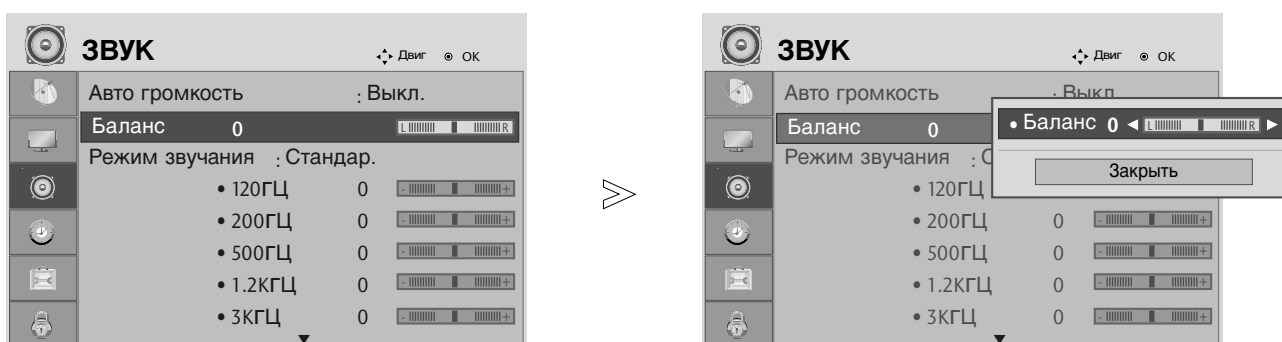 ЗВУК
Двиг OK
Авто громкость : Выкл.
Баланс 0 L R
Режим звучания : Стандар.
• 120ГЦ 0 - +
• 200ГЦ 0 - +
• 500ГЦ 0 - +
• 1.2КГЦ 0 - +
• 3КГЦ 0 - +
ЗВУК
Двиг OK
Авто громкость : Выкл
Баланс 0
• Баланс 0 L R
Закрыть
Режим звучания : С
• 120ГЦ
• 200ГЦ 0 - +
• 500ГЦ 0 - +
• 1.2КГЦ 0 - +
• 3КГЦ 0 - +